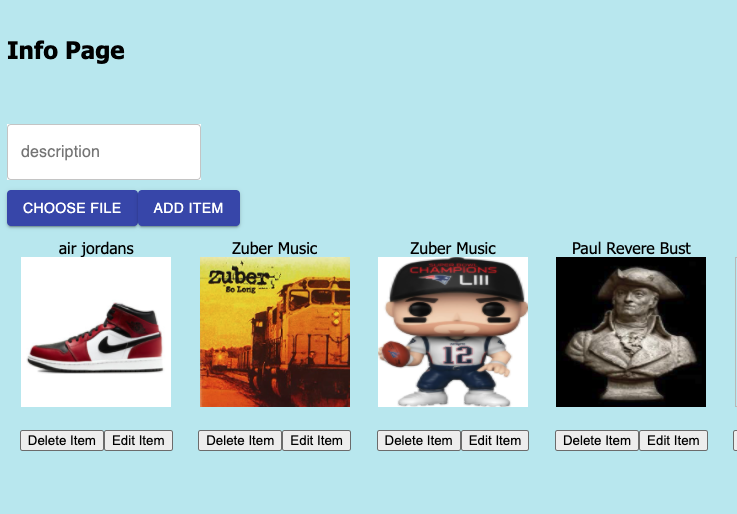 Info Page
description
CHOOSE FILE ADD ITEM
air jordans Zuber Music Zuber Music Paul Revere Bust
Zuber
So Long
SUPER BOWL
CHAMPIONS
LIII
12
Delete Item Edit Item Delete Item Edit Item Delete Item Edit Item Delete Item Edit Item